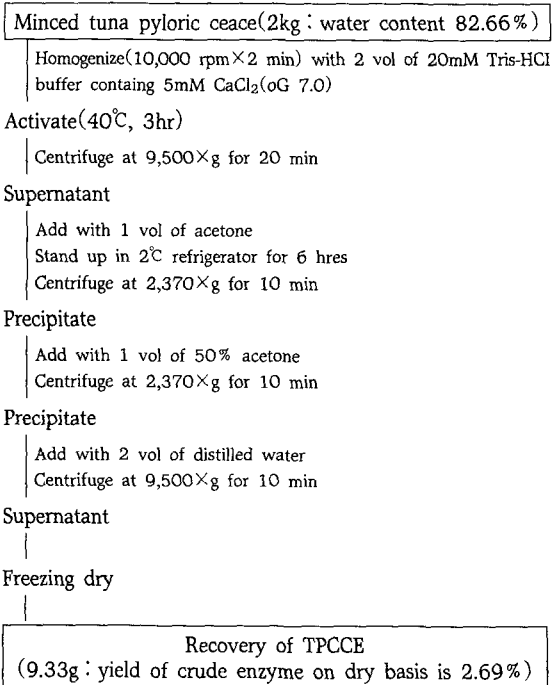 Minced tuna pyloric ceace(2kg : water content 82.66%)
Homogenize(10,000 rpm×2 min) with 2 vol of 20mM Tris-HCl
buffer containg 5mM CaCl₂(oG 7.0)
Activate(40℃, 3hr)
Centrifuge at 9,500×g for 20 min
Supernatant
Add with 1 vol of acetone
Stand up in 2℃ refrigerator for 6 hres
Centrifuge at 2,370×g for 10 min
Precipitate
Add with 1 vol of 50% acetone
Centrifuge at 2,370×g for 10 min
Precipitate
Add with 2 vol of distilled water
Centrifuge at 9,500×g for 10 min
Supernatant
Freezing dry
Recovery of TPCCE
(9.33g : yield of crude enzyme on dry basis is 2.69%)